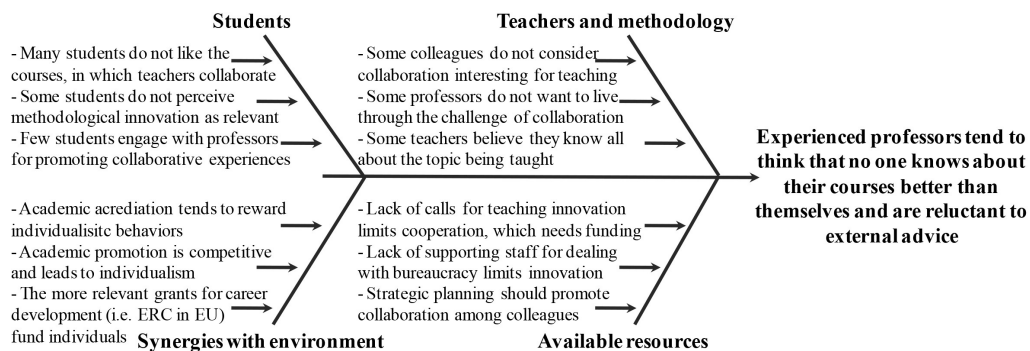 Students
- Many students do not like the
courses, in which teachers collaborate
- Some students do not perceive
methodological innovation as relevant
- Few students engage with professors
for promoting collaborative experiences
Teachers and methodology
- Some colleagues do not consider
collaboration interesting for teaching
- Some professors do not want to live
through the challenge of collaboration
- Some teachers believe they know all
about the topic being taught
Experienced professors tend to
think that no one knows about
their courses better than
themselves and are reluctant to
external advice
- Academic acrediation tends to reward
individualisitc behaviors
- Academic promotion is competitive
and leads to individualism
- The more relevant grants for career
development (i.e. ERC in EU)
fund individuals
Synergies with environment
- Lack of calls for teaching innovation
limits cooperation, which needs funding
- Lack of supporting staff for dealing
with bureaucracy limits innovation
- Strategic planning should promote
collaboration among colleagues
Available resources